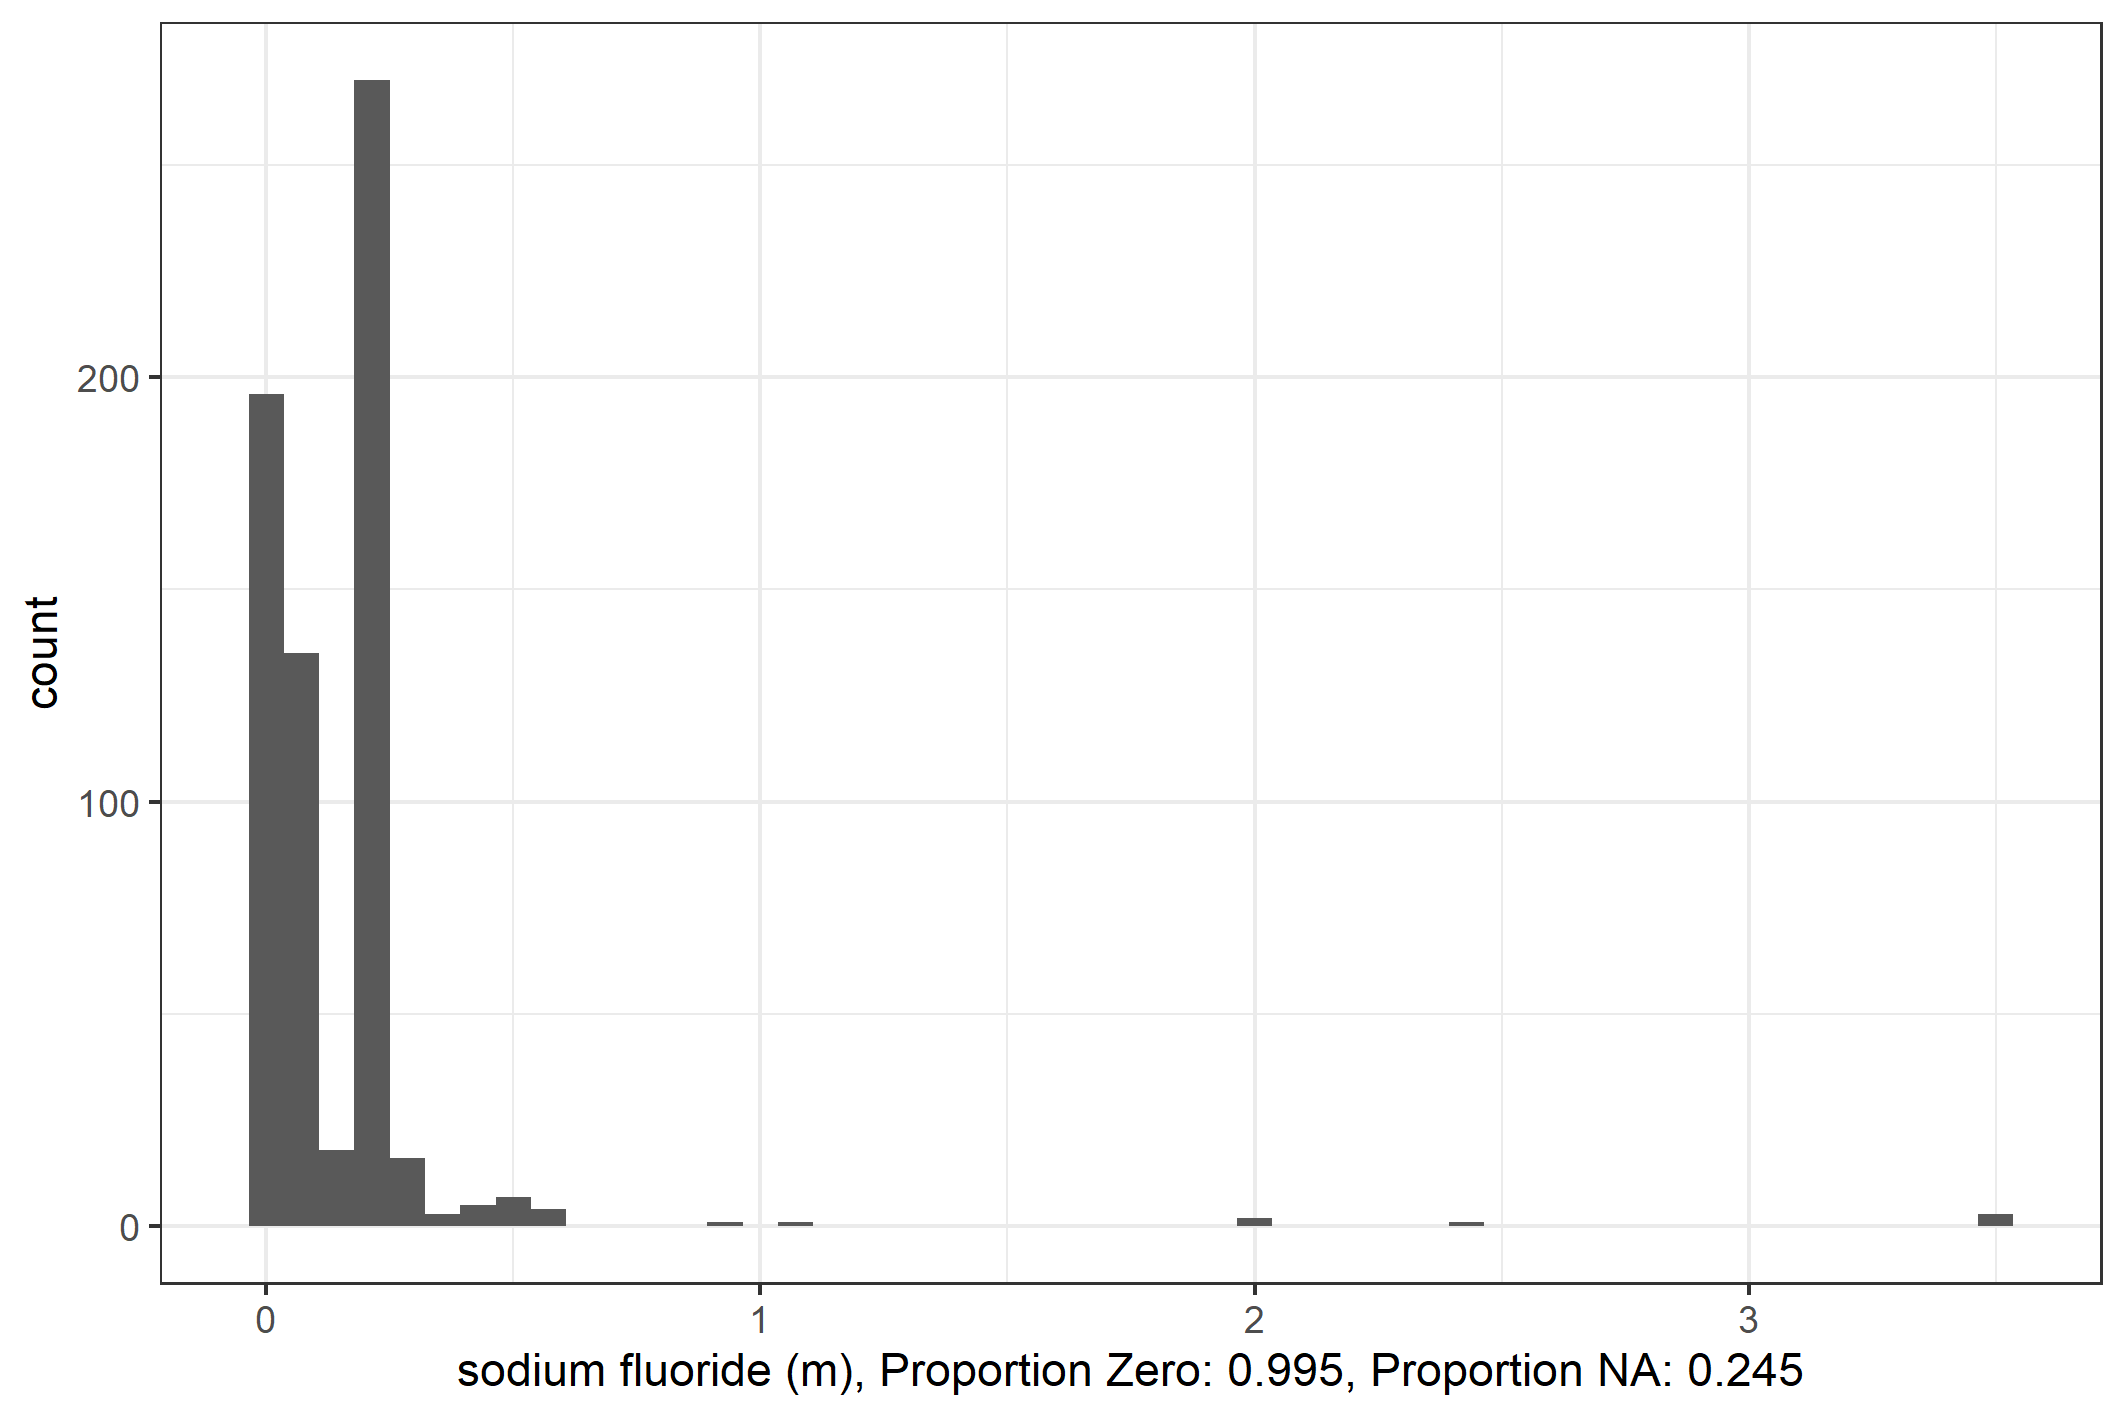 count
200
100
0
0 1 2 3
sodium fluoride (m), Proportion Zero: 0.995, Proportion NA: 0.245